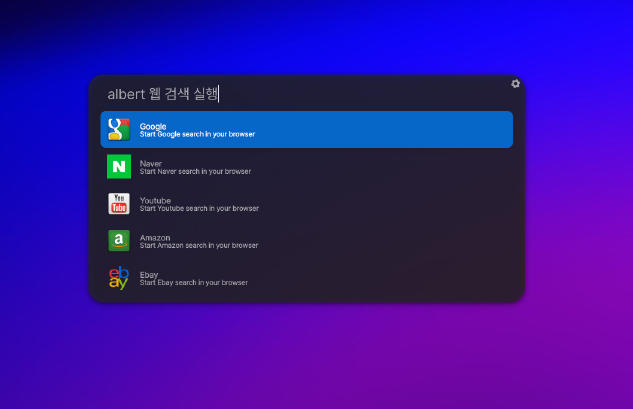 albert 웹 검색 실행
Google
Start Google search in your browser
N
Naver
Start Naver search in your browser
You
Tube
Youtube
Start Youtube search in your browser
a
Amazon
Start Amazon search in your browser
ebay
Ebay
Start Ebay search in your browser